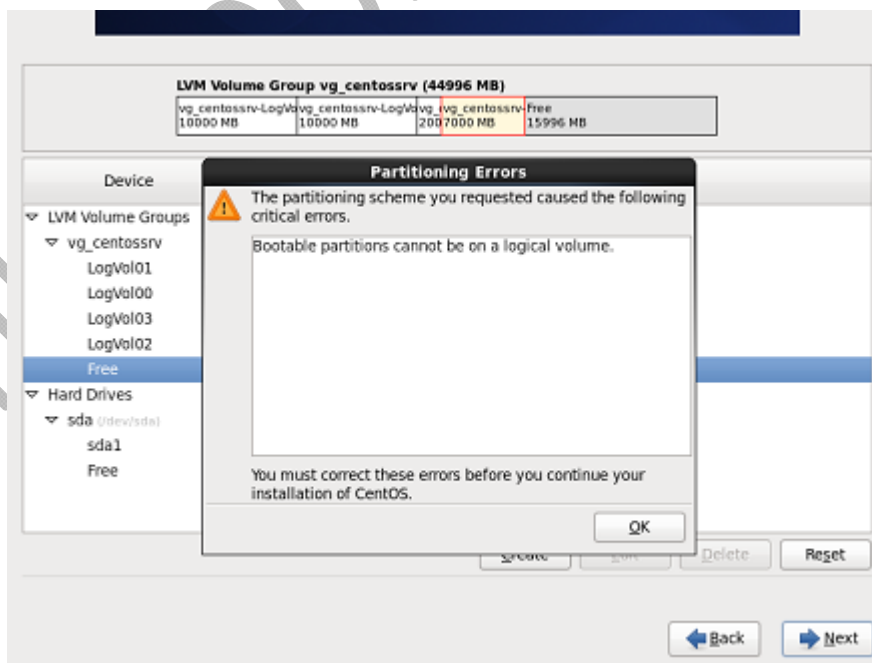 LVM Volume Group vg_centossrv (44996 MB)
vg_centossrv-LogVo vg_centossrv-LogVo vg_ vg_centossrv- Free
10000 MB 10000 MB 200 7000 MB 15996 MB
Device
Partitioning Errors
The partitioning scheme you requested caused the following
critical errors.
Bootable partitions cannot be on a logical volume.
LVM Volume Groups
vg_centossrv
LogVol01
LogVol00
LogVol03
LogVol02
Free
Hard Drives
sda (/dev/sda)
sda1
Free
You must correct these errors before you continue your
installation of CentOS.
OK
Delete Reset
Back Next